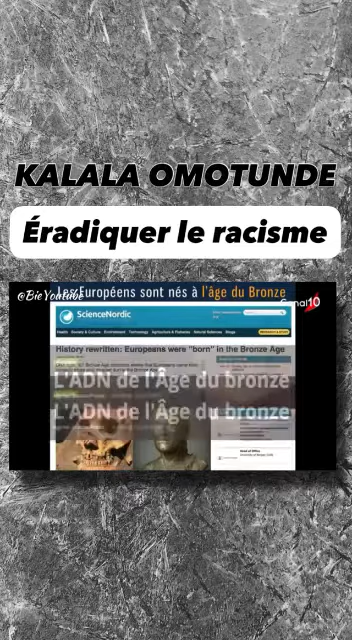 KALALA OMOTUNDE
Éradiquer le racisme
Les Européens sont nés à l'âge du Bronze
@BieYoutube
Canal10
ScienceNordic
History rewritten: Europeans were "born" in the Bronze Age
L'ADN de l'Âge du bronze
L'ADN de l'Âge du bronze